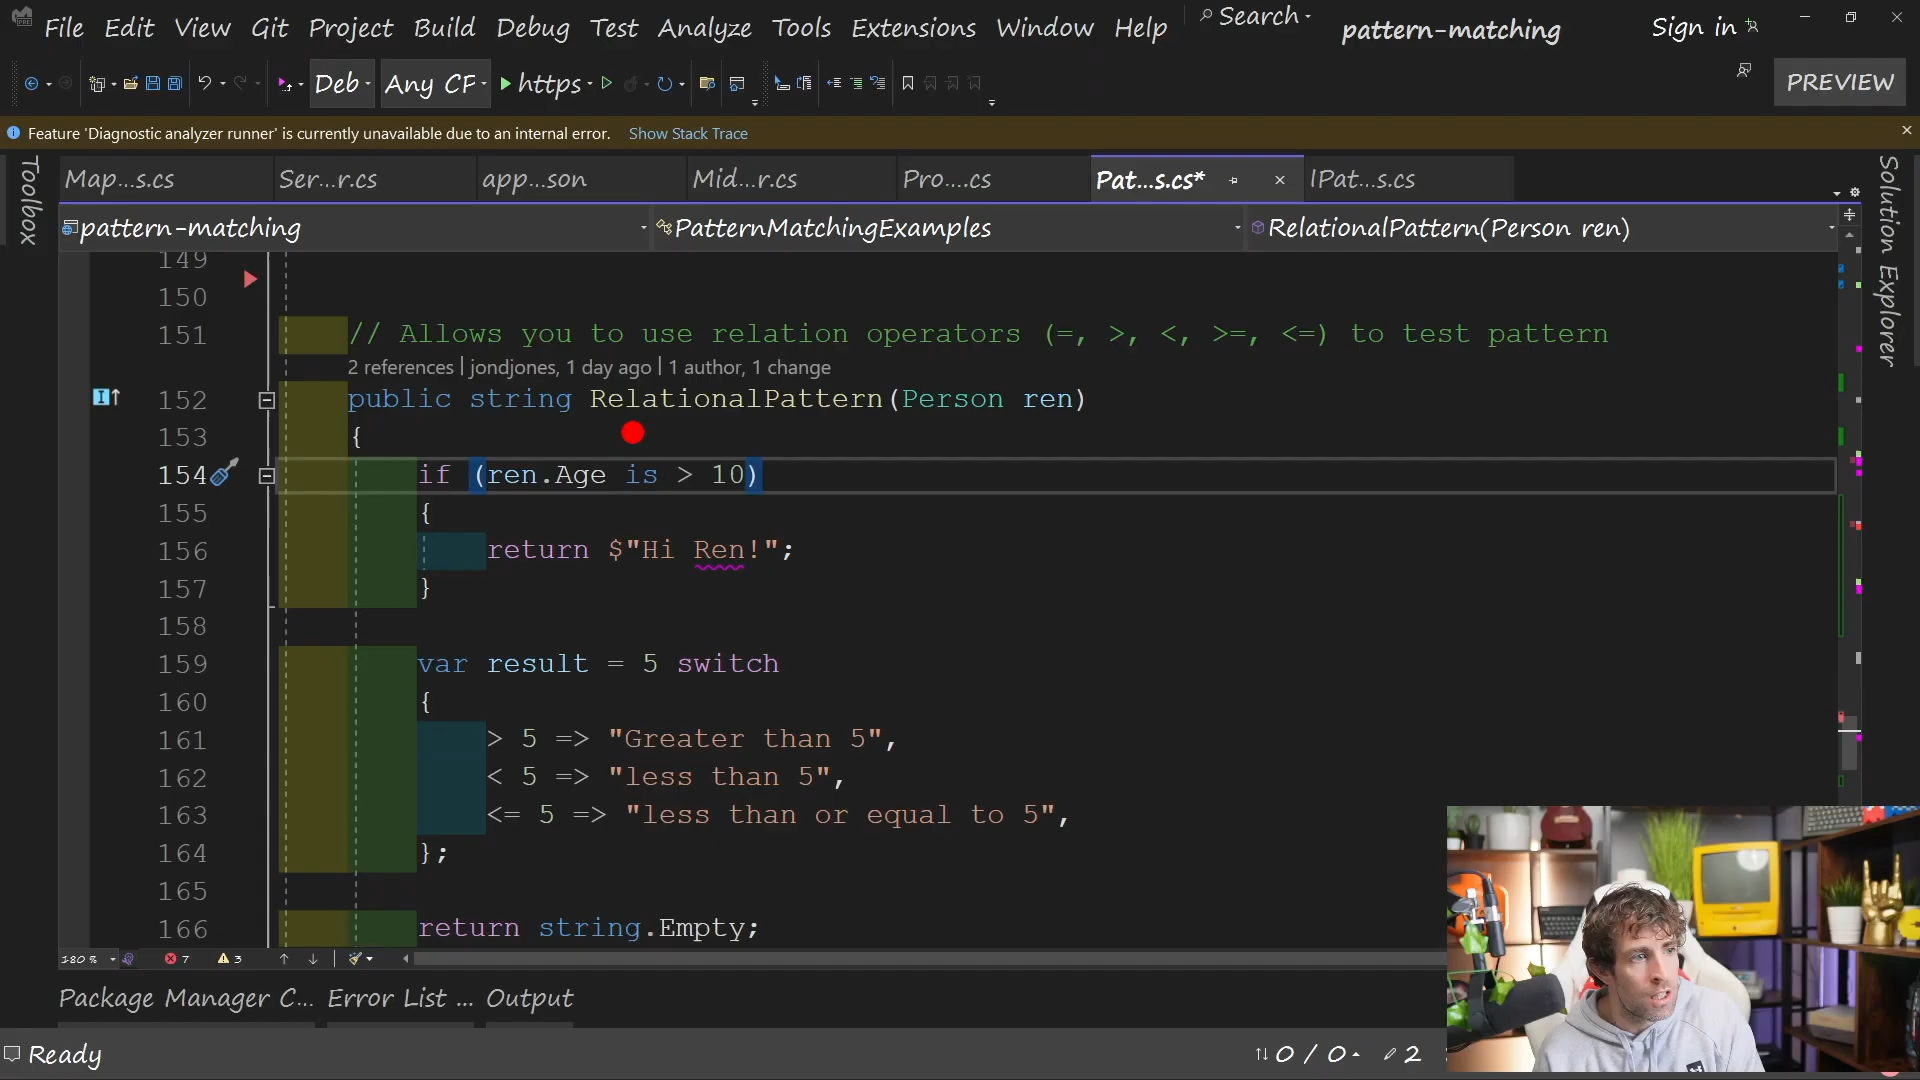 File Edit View Git Project Build Debug Test Analyze Tools Extensions Window Help Search pattern-matching Sign in
Deb Any CF https PREVIEW
Feature 'Diagnostic analyzer runner' is currently unavailable due to an internal error. Show Stack Trace
Toolbox
Map...s.cs Ser...r.cs app...son Mid...r.cs Pro....cs Pat...s.cs* IPat...s.cs
Solution Explorer
pattern-matching PatternMatchingExamples RelationalPattern(Person ren)
149
150
151 // Allows you to use relation operators (=, >, <, >=, <=) to test pattern
2 references | jondjones, 1 day ago | 1 author, 1 change
152 public string RelationalPattern(Person ren)
153 {
154 if (ren.Age is > 10)
155 {
156 return $"Hi Ren!";
157 }
158
159 var result = 5 switch
160 {
161 > 5 => "Greater than 5",
162 < 5 => "less than 5",
163 <= 5 => "less than or equal to 5",
164 };
165
166 return string.Empty;
180 % 7 3
Package Manager C... Error List ... Output
Ready 0 / 0 2